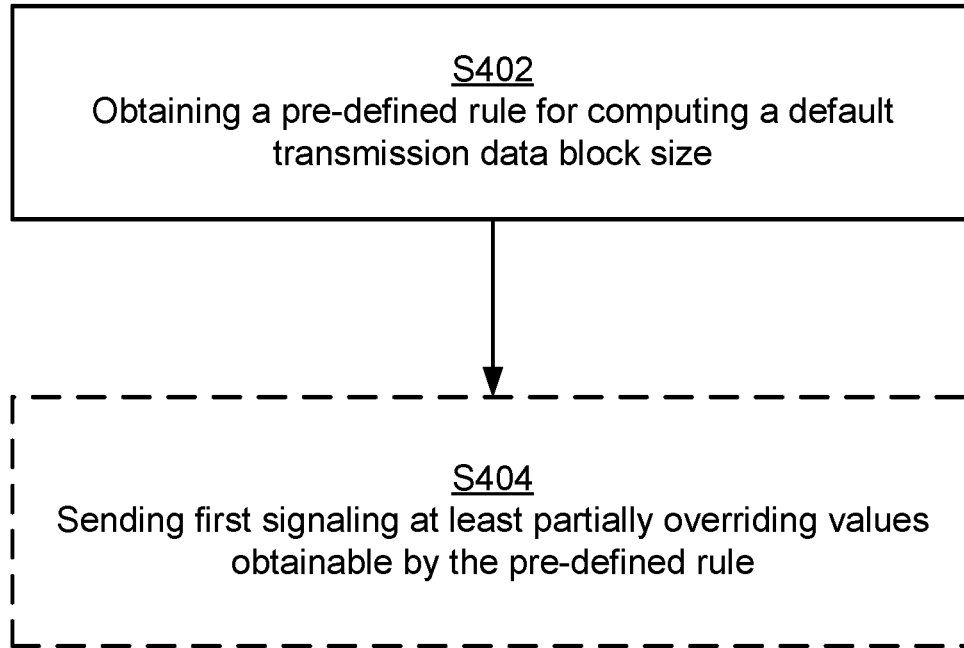 S402
Obtaining a pre-defined rule for computing a default
transmission data block size
S404
Sending first signaling at least partially overriding values
obtainable by the pre-defined rule